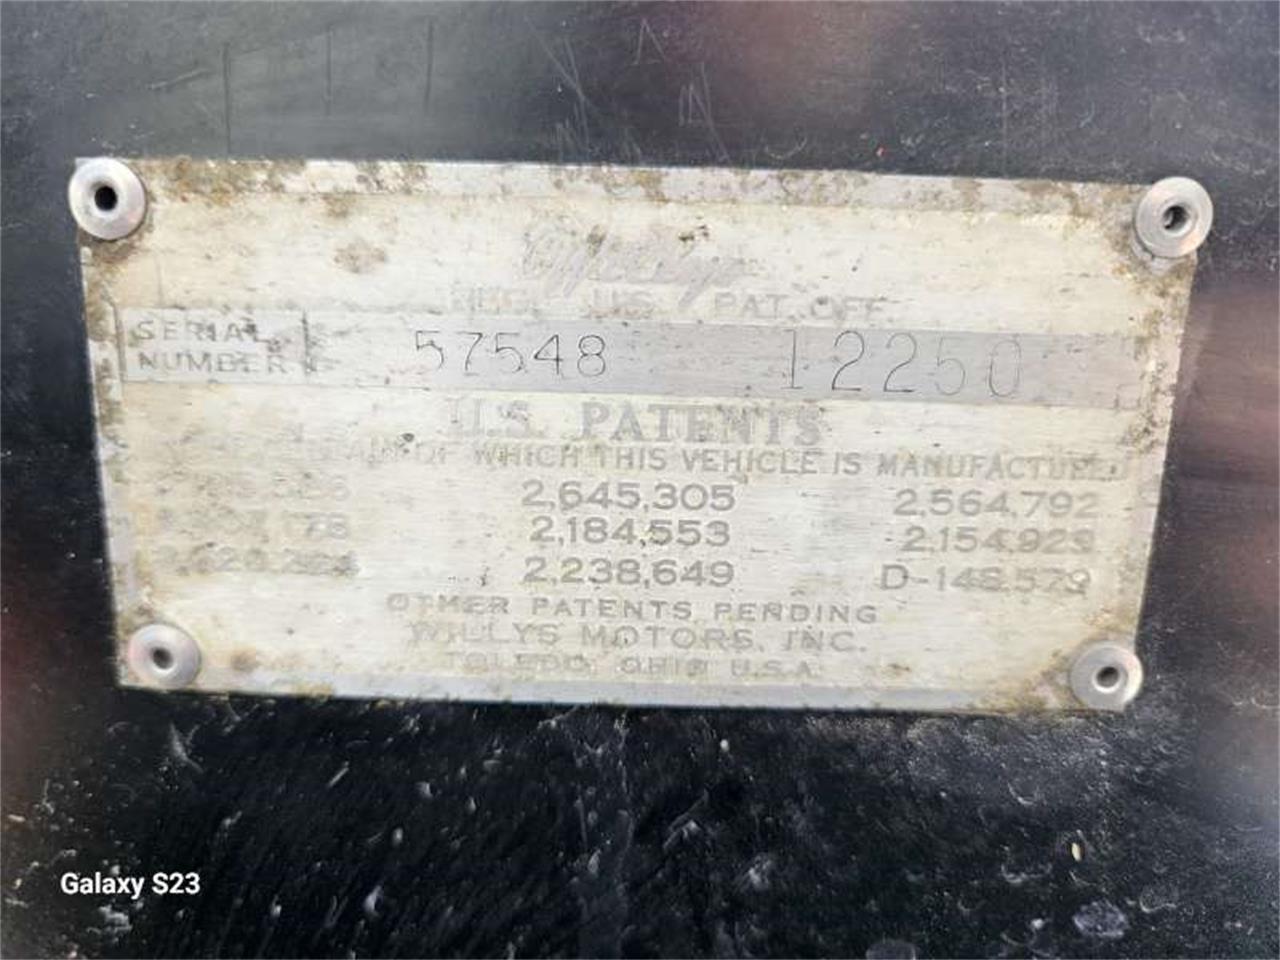 Willys
U.S. PAT. OFF.
SERIAL NUMBER 57548 12250
U.S. PATENTS
OF WHICH THIS VEHICLE IS MANUFACTURED
2,645,305 2,564,792
2,184,553 2,154,923
2,238,649 D-148,579
OTHER PATENTS PENDING
WILLYS MOTORS, INC.
TOLEDO, OHIO U.S.A.
Galaxy S23